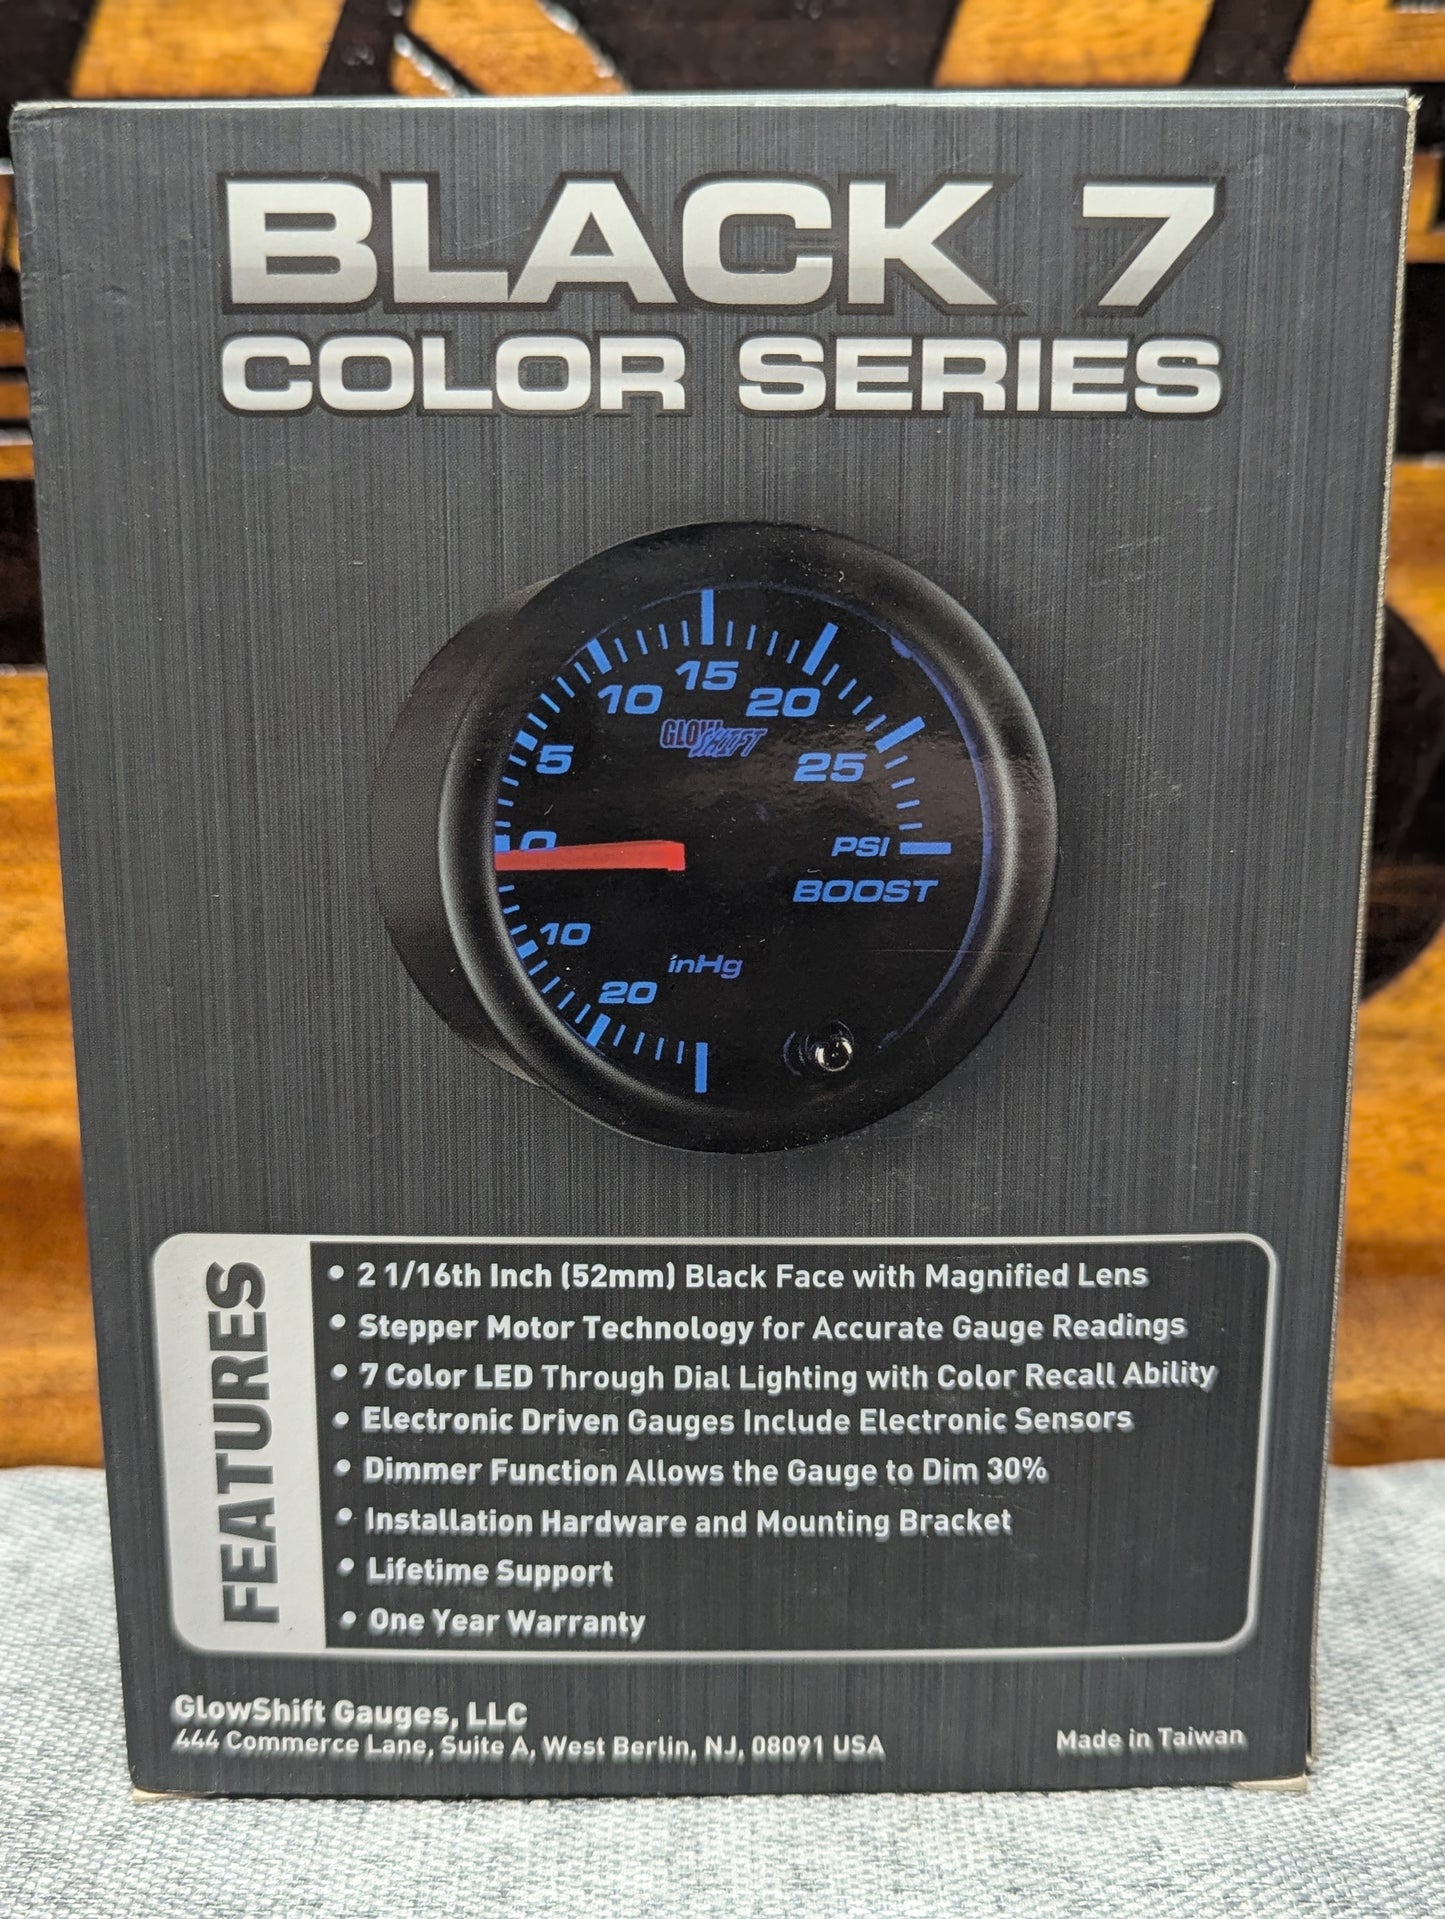 BLACK 7
COLOR SERIES
15
10
20
GLOWSHIFT
5
25
0
PSI
BOOST
10
inHg
20
FEATURES
• 2 1/16th Inch (52mm) Black Face with Magnified Lens
• Stepper Motor Technology for Accurate Gauge Readings
• 7 Color LED Through Dial Lighting with Color Recall Ability
• Electronic Driven Gauges Include Electronic Sensors
• Dimmer Function Allows the Gauge to Dim 30%
• Installation Hardware and Mounting Bracket
• Lifetime Support
• One Year Warranty
GlowShift Gauges, LLC
444 Commerce Lane, Suite A, West Berlin, NJ, 08091 USA
Made in Taiwan